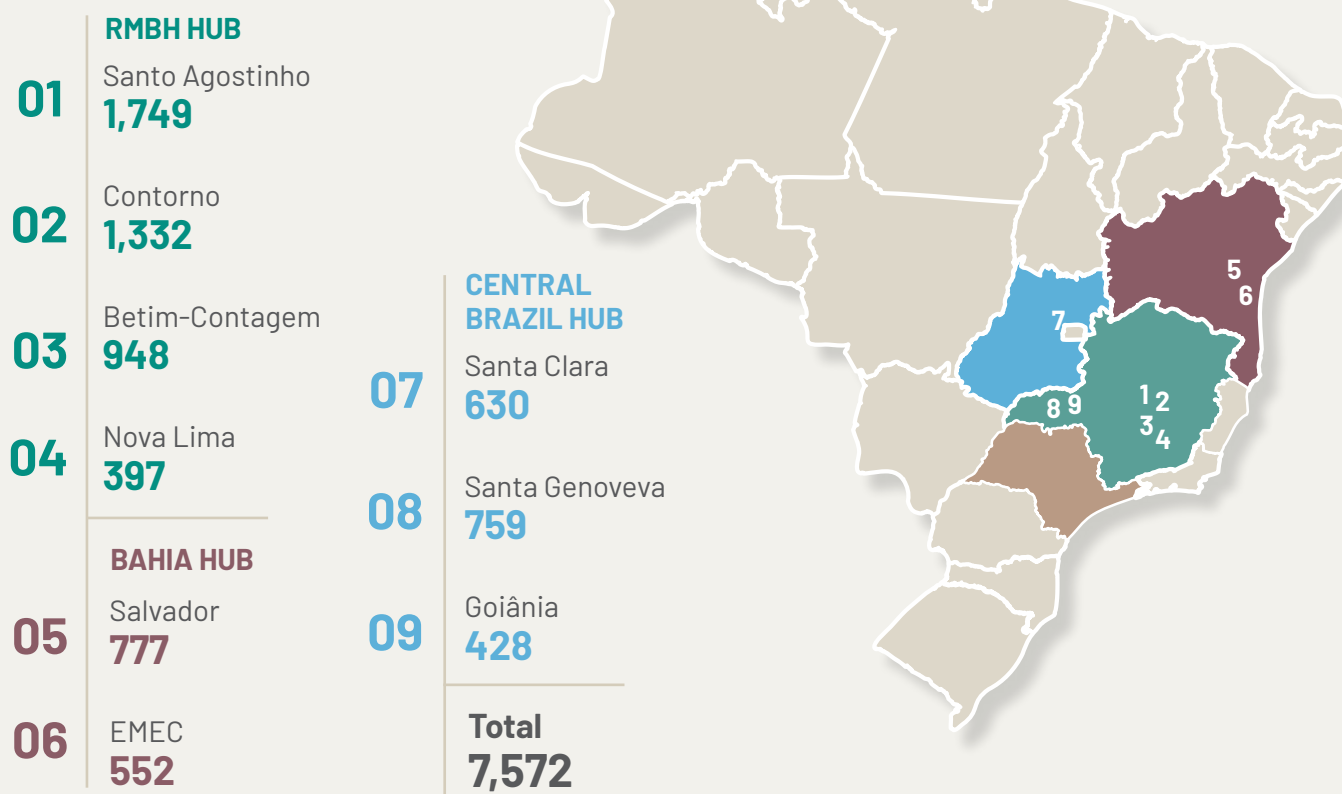 RMBH HUB
01
Santo Agostinho
1,749
02
Contorno
1,332
03
Betim-Contagem
948
04
Nova Lima
397
BAHIA HUB
05
Salvador
777
06
EMEC
552
CENTRAL
BRAZIL HUB
07
Santa Clara
630
08
Santa Genoveva
759
09
Goiânia
428
Total
7,572
5
6
7
8 9
1 2
3 4